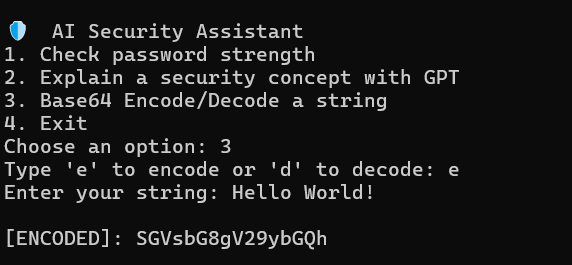 🛡️ AI Security Assistant
1. Check password strength
2. Explain a security concept with GPT
3. Base64 Encode/Decode a string
4. Exit
Choose an option: 3
Type 'e' to encode or 'd' to decode: e
Enter your string: Hello World!
[ENCODED]: SGVsbG8gV29ybGQh